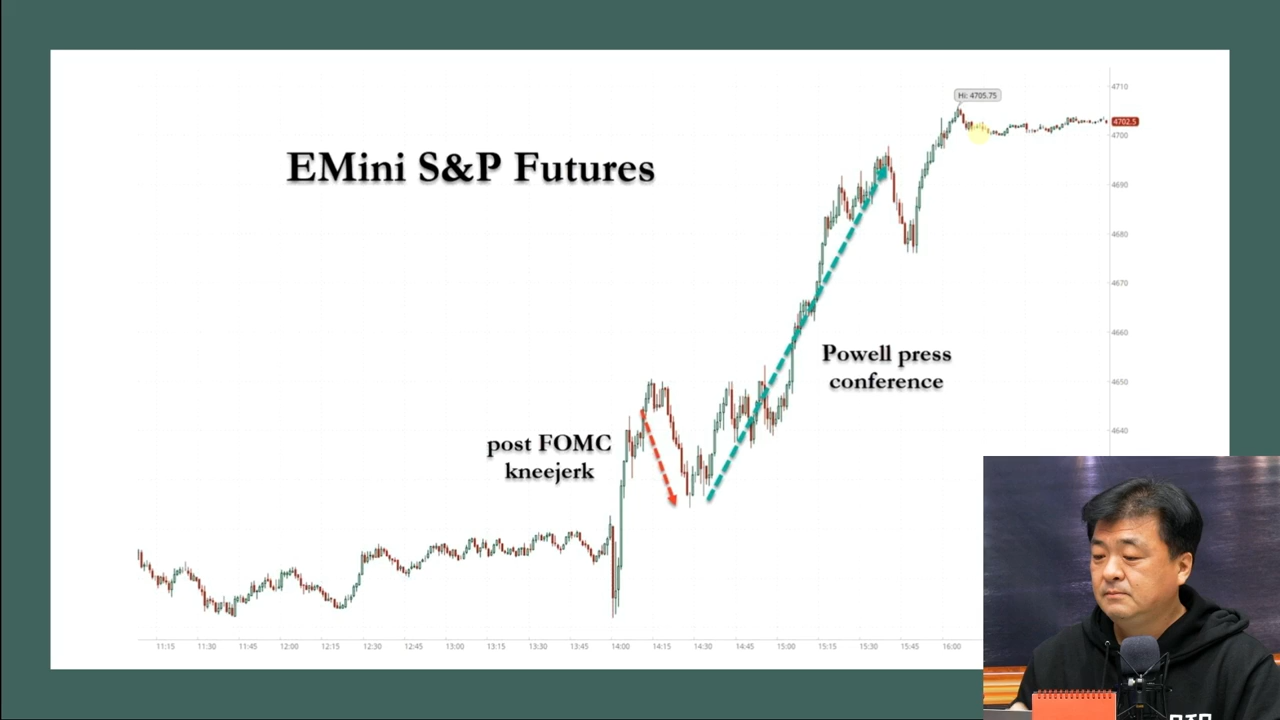 Hi: 4705.75
4710
4702.5
4700
EMini S&P Futures
4690
4680
4670
4660
Powell press
conference
4650
4640
post FOMC
kneejerk
11:15 11:30 11:45 12:00 12:15 12:30 12:45 13:00 13:15 13:30 13:45 14:00 14:15 14:30 14:45 15:00 15:15 15:30 15:45 16:00